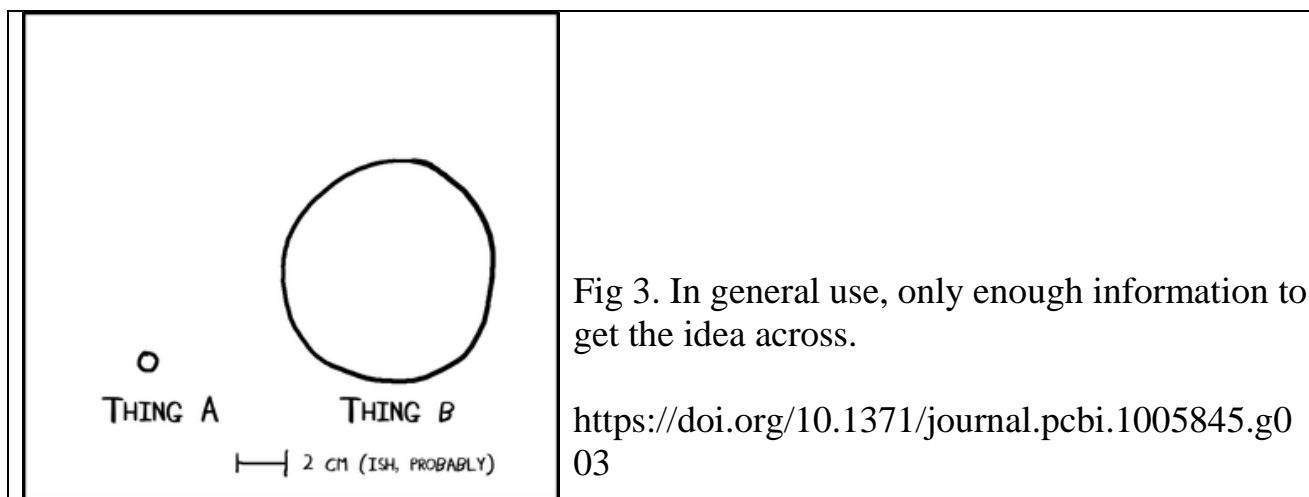 THING A
THING B
2 CM (ISH, PROBABLY)
Fig 3. In general use, only enough information to
get the idea across.
https://doi.org/10.1371/journal.pcbi.1005845.g0
03